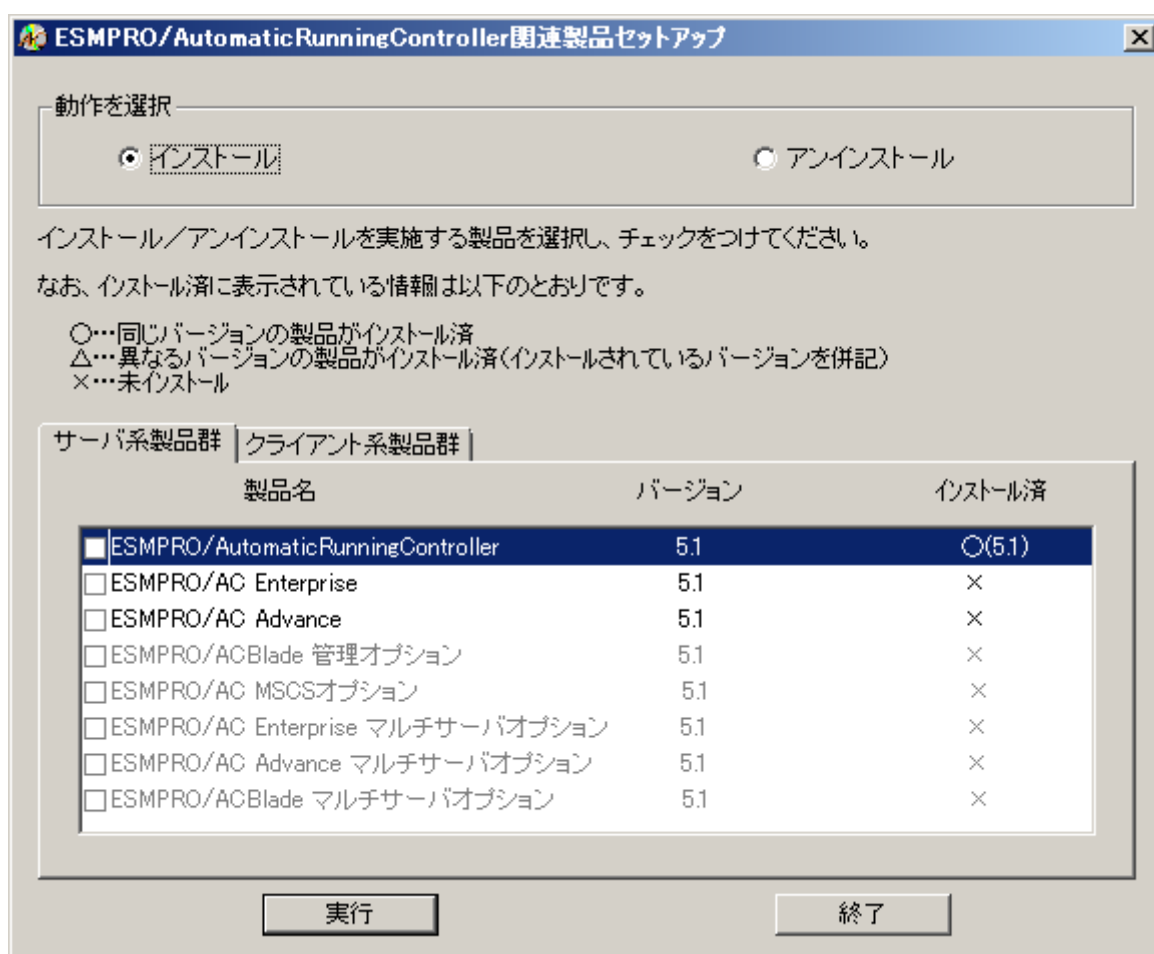 ESMPRO/AutomaticRunningController関連製品セットアップ
動作を選択
インストール アンインストール
インストール／アンインストールを実施する製品を選択し、チェックをつけてください。
なお、インストール済に表示されている情報は以下のとおりです。
○…同じバージョンの製品がインストール済
△…異なるバージョンの製品がインストール済(インストールされているバージョンを併記)
×…未インストール
サーバ系製品群 クライアント系製品群
製品名 バージョン インストール済
ESMPRO/AutomaticRunningController 5.1 ○(5.1)
ESMPRO/AC Enterprise 5.1 ×
ESMPRO/AC Advance 5.1 ×
ESMPRO/ACBlade 管理オプション 5.1 ×
ESMPRO/AC MSCSオプション 5.1 ×
ESMPRO/AC Enterprise マルチサーバオプション 5.1 ×
ESMPRO/AC Advance マルチサーバオプション 5.1 ×
ESMPRO/ACBlade マルチサーバオプション 5.1 ×
実行 終了